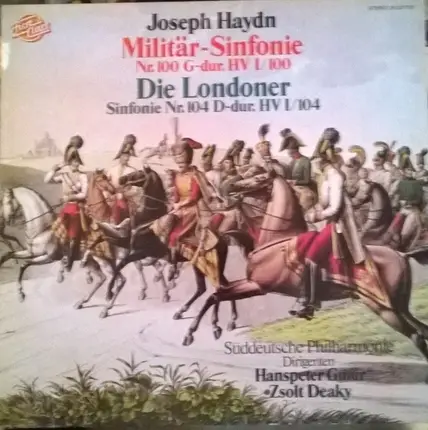 Joseph Haydn
Militär-Sinfonie
Nr. 100 G-dur. HV I/100
Die Londoner
Sinfonie Nr. 104 D-dur. HV I/104
Süddeutsche Philharmonie
Dirigenten
Hanspeter Gmür
•Zsolt Deaky